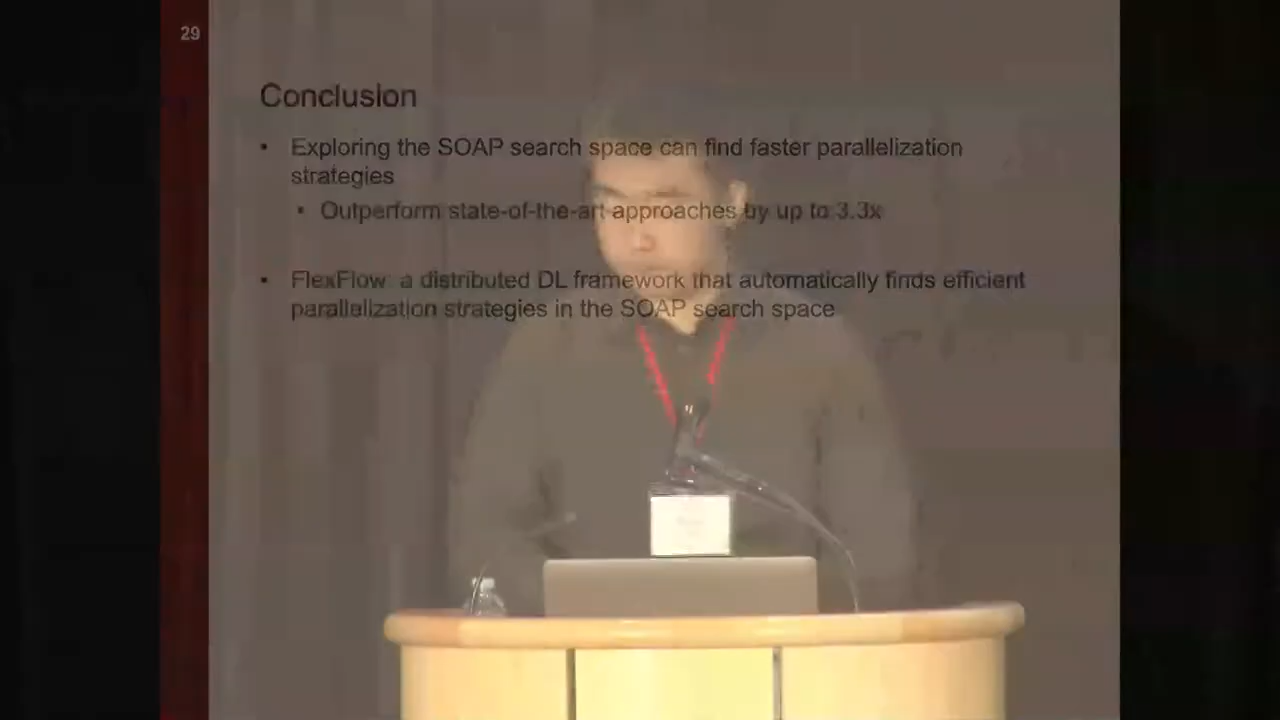 29
Conclusion
• Exploring the SOAP search space can find faster parallelization
strategies
• Outperform state-of-the-art approaches by up to 3.3x
• FlexFlow: a distributed DL framework that automatically finds efficient
parallelization strategies in the SOAP search space